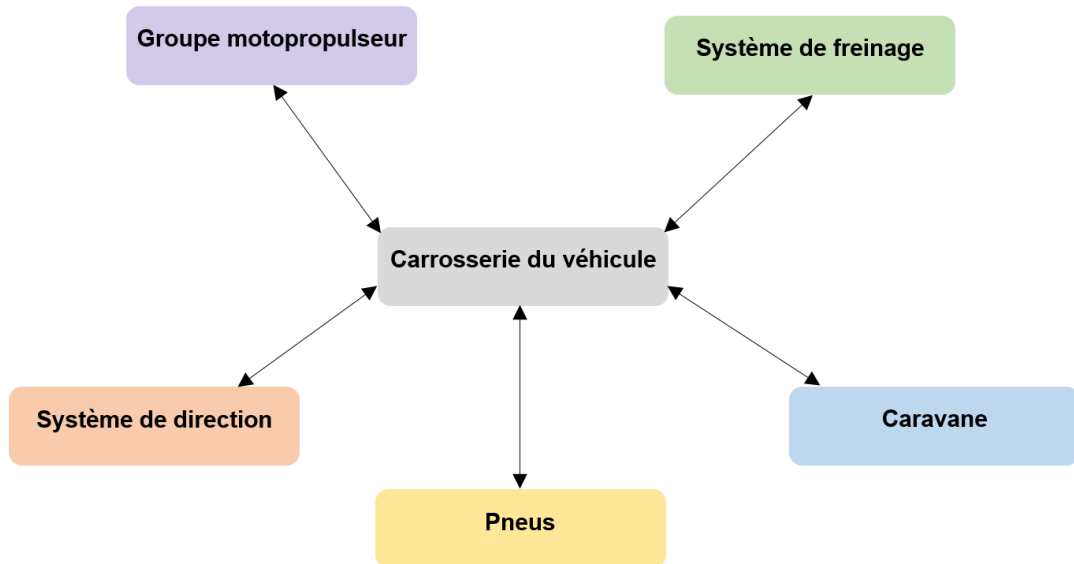 Groupe motopropulseur
Système de freinage
Carrosserie du véhicule
Système de direction
Caravane
Pneus